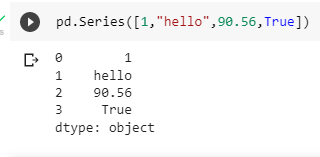 pd.Series([1,"hello",90.56,True])
0 1
1 hello
2 90.56
3 True
dtype: object